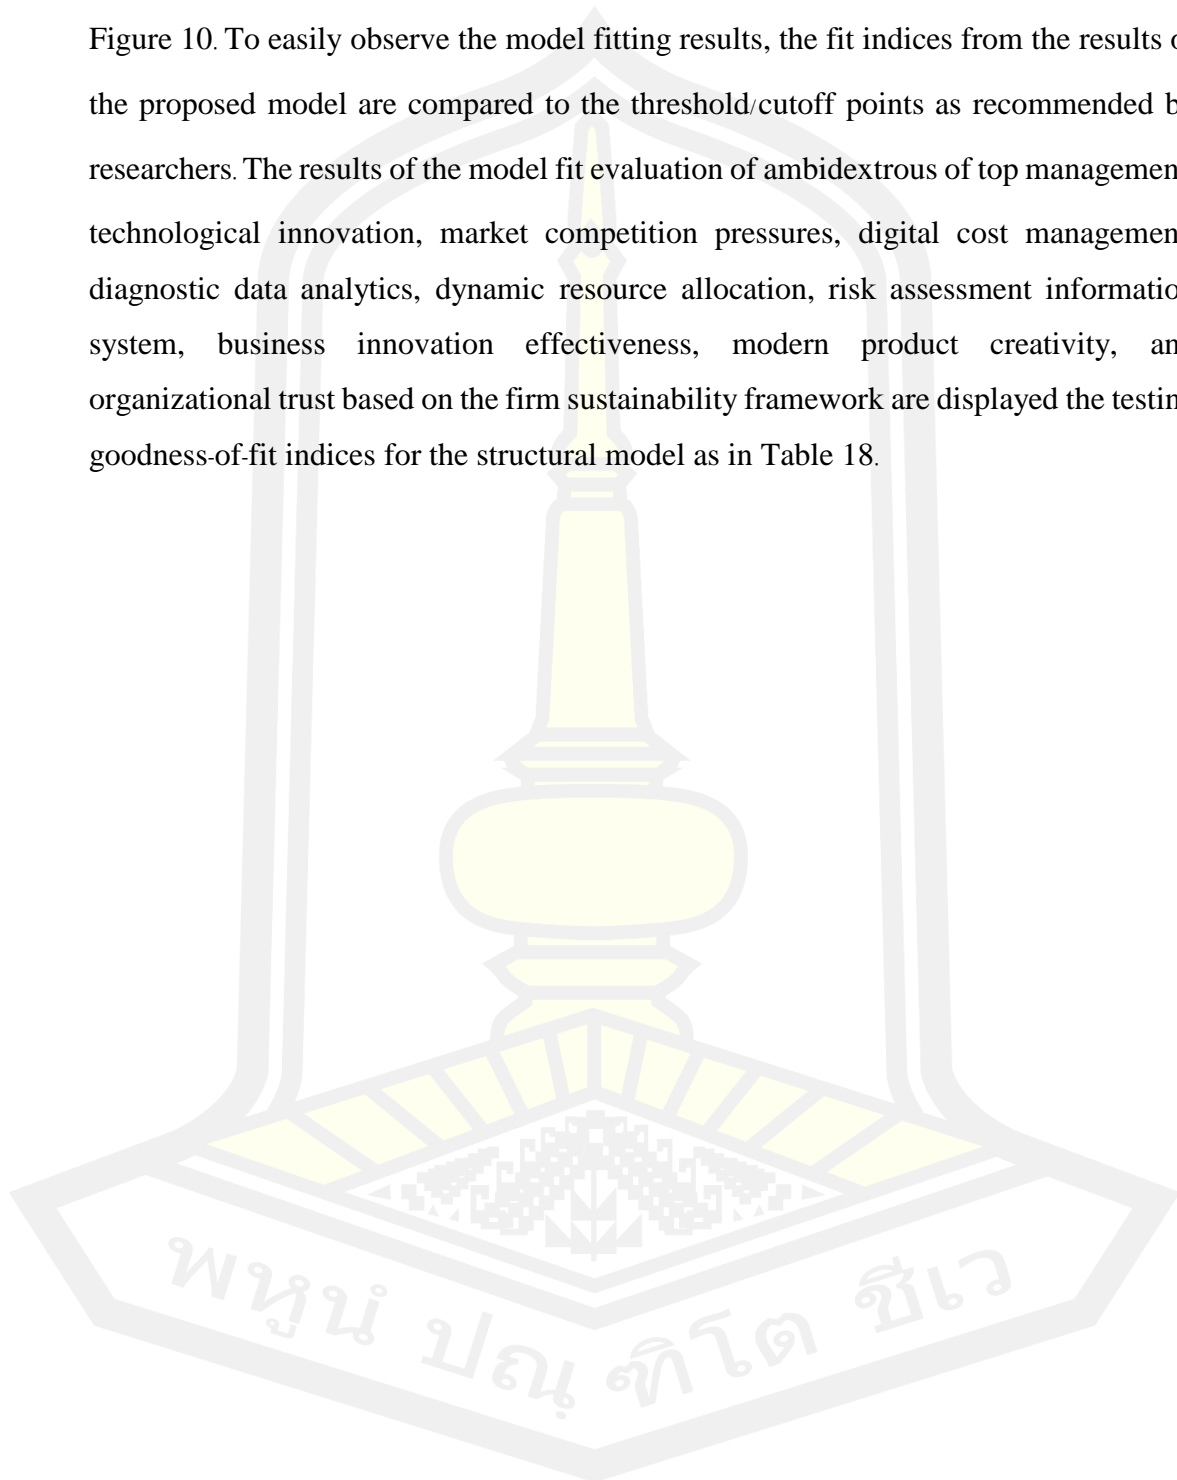 Figure 10. To easily observe the model fitting results, the fit indices from the results o
the proposed model are compared to the threshold/cutoff points as recommended b
researchers. The results of the model fit evaluation of ambidextrous of top managemen
technological innovation, market competition pressures, digital cost managemen
diagnostic data analytics, dynamic resource allocation, risk assessment informatio
system, business innovation effectiveness, modern product creativity, an
organizational trust based on the firm sustainability framework are displayed the testin
goodness-of-fit indices for the structural model as in Table 18.
พหูนํ ปณฺฑิโต ชีเว